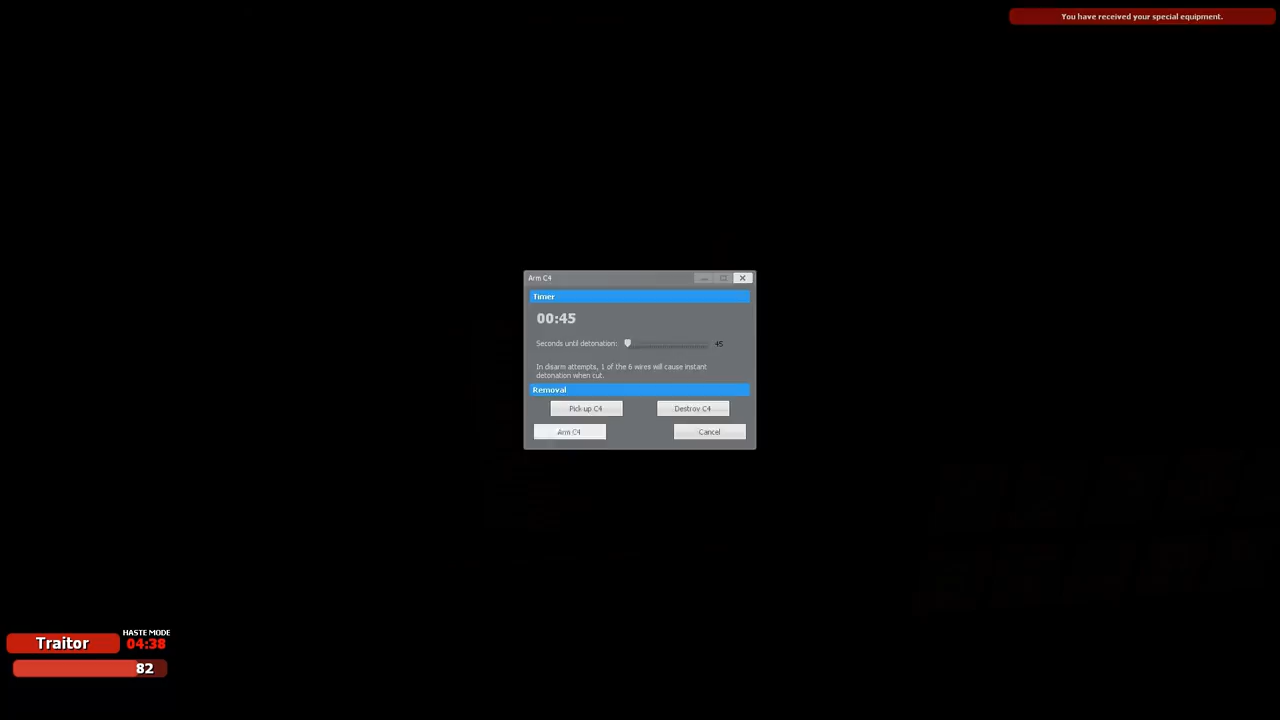 You have received your special equipment.
Arm C4
Timer
00:45
Seconds until detonation: 45
In disarm attempts, 1 of the 6 wires will cause instant
detonation when cut.
Removal
Pick up C4 Destroy C4
Arm C4 Cancel
HASTE MODE
Traitor 04:38
82